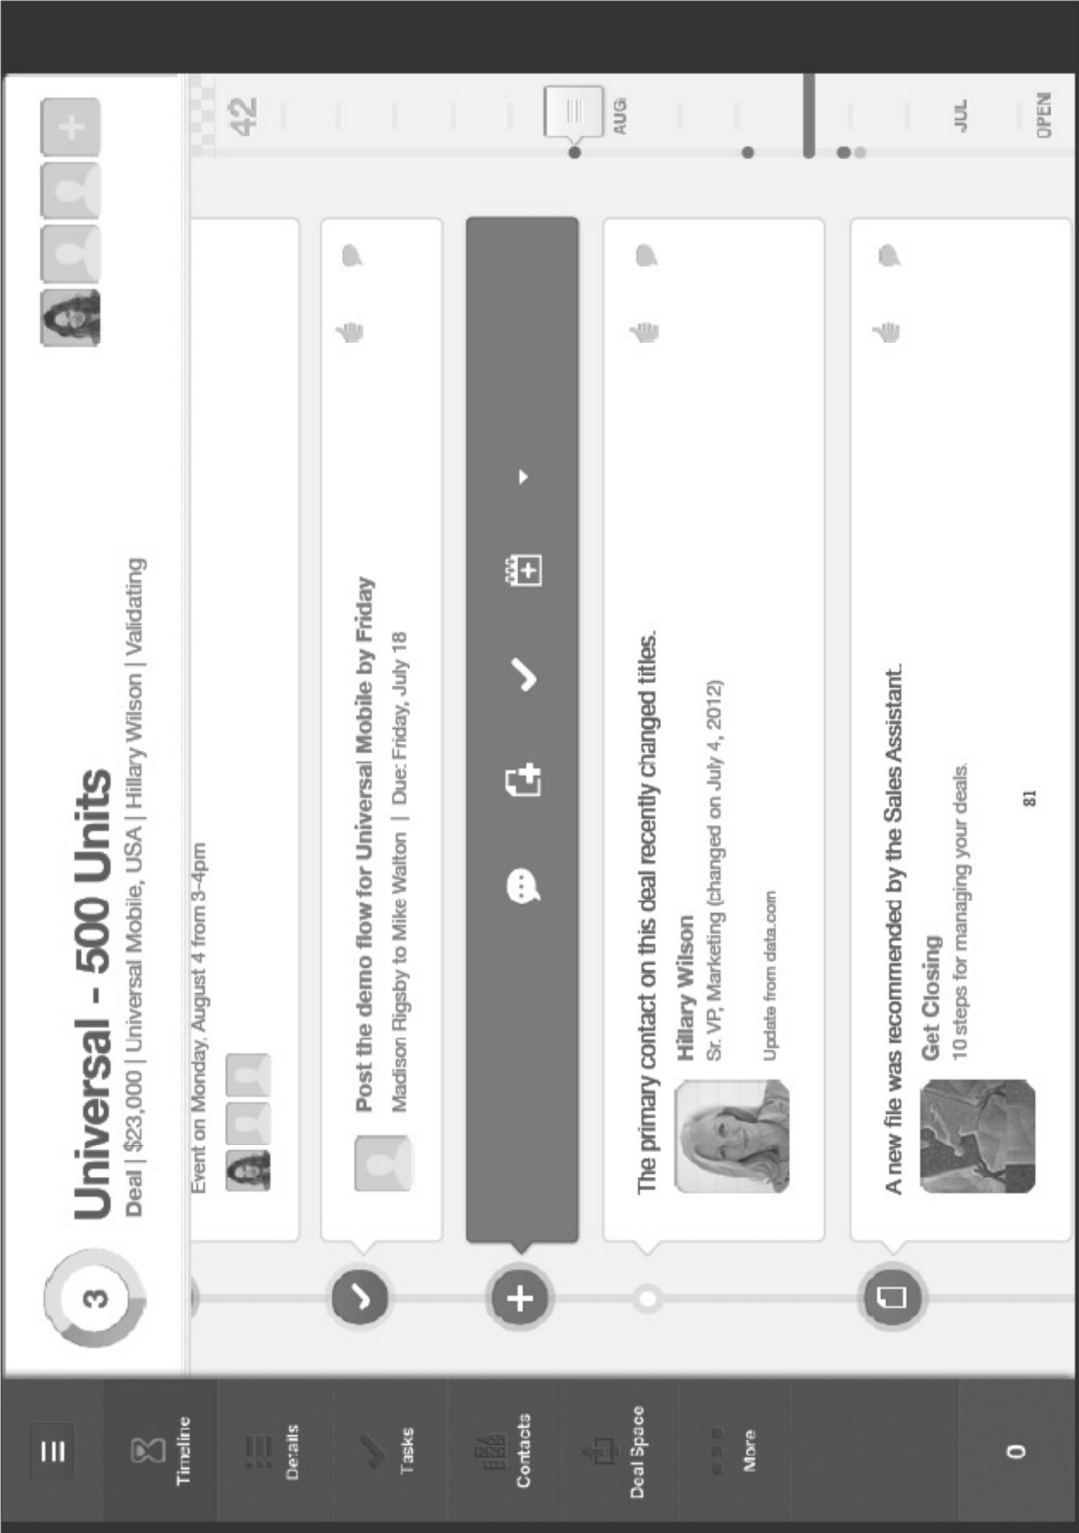 Timeline
Details
Tasks
Contacts
Deal Space
More
0
3
Universal - 500 Units
Deal | $23,000 | Universal Mobile, USA | Hillary Wilson | Validating
Event on Monday, August 4 from 3-4pm
Post the demo flow for Universal Mobile by Friday
Madison Rigsby to Mike Walton | Due: Friday, July 18
The primary contact on this deal recently changed titles.
Hillary Wilson
Sr. VP, Marketing (changed on July 4, 2012)
Update from data.com
A new file was recommended by the Sales Assistant.
Get Closing
10 steps for managing your deals.
81
42
AUG
JUL
OPEN